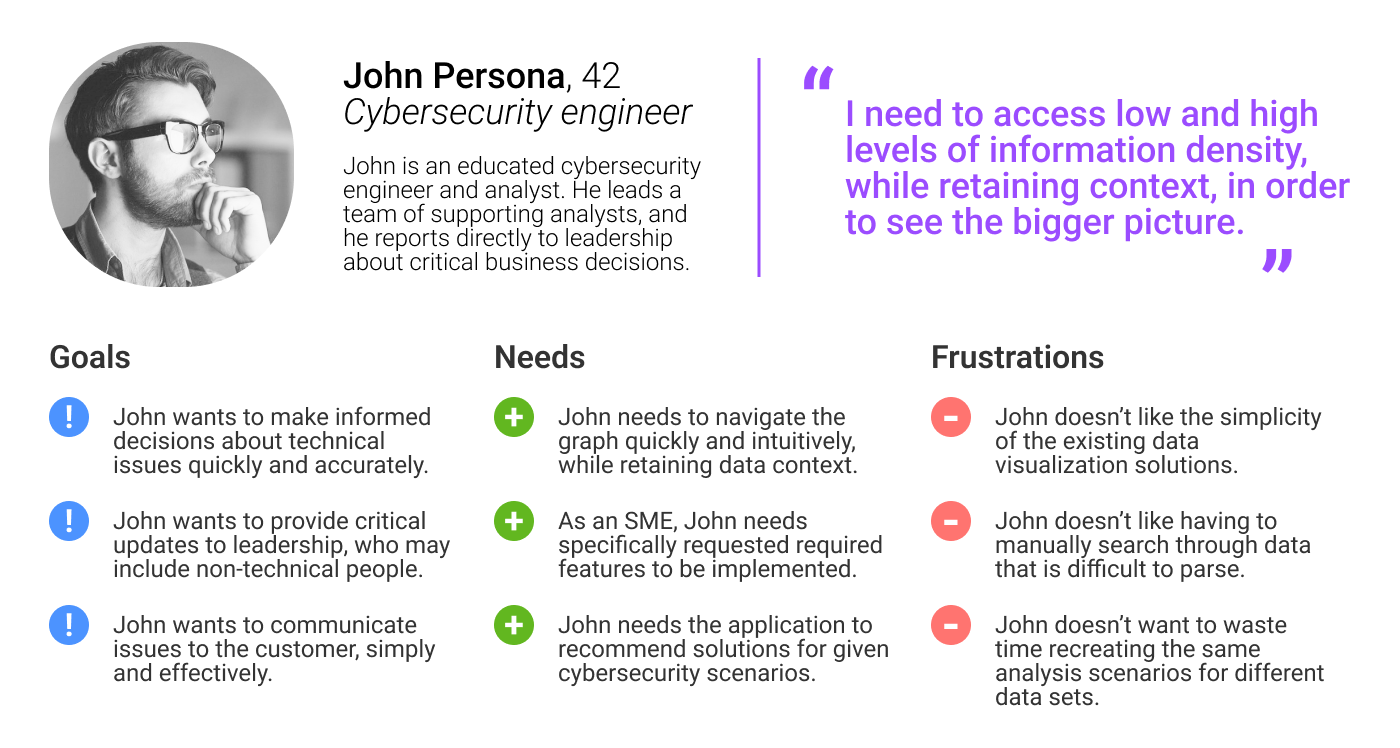 John Persona, 42
Cybersecurity engineer
John is an educated cybersecurity
engineer and analyst. He leads a
team of supporting analysts, and
he reports directly to leadership
about critical business decisions.
“
I need to access low and high
levels of information density,
while retaining context, in order
to see the bigger picture.
”
Goals
!
John wants to make informed
decisions about technical
issues quickly and accurately.
!
John wants to provide critical
updates to leadership, who may
include non-technical people.
!
John wants to communicate
issues to the customer, simply
and effectively.
Needs
+
John needs to navigate the
graph quickly and intuitively,
while retaining data context.
+
As an SME, John needs
specifically requested required
features to be implemented.
+
John needs the application to
recommend solutions for given
cybersecurity scenarios.
Frustrations
-
John doesn’t like the simplicity
of the existing data
visualization solutions.
-
John doesn’t like having to
manually search through data
that is difficult to parse.
-
John doesn’t want to waste
time recreating the same
analysis scenarios for different
data sets.